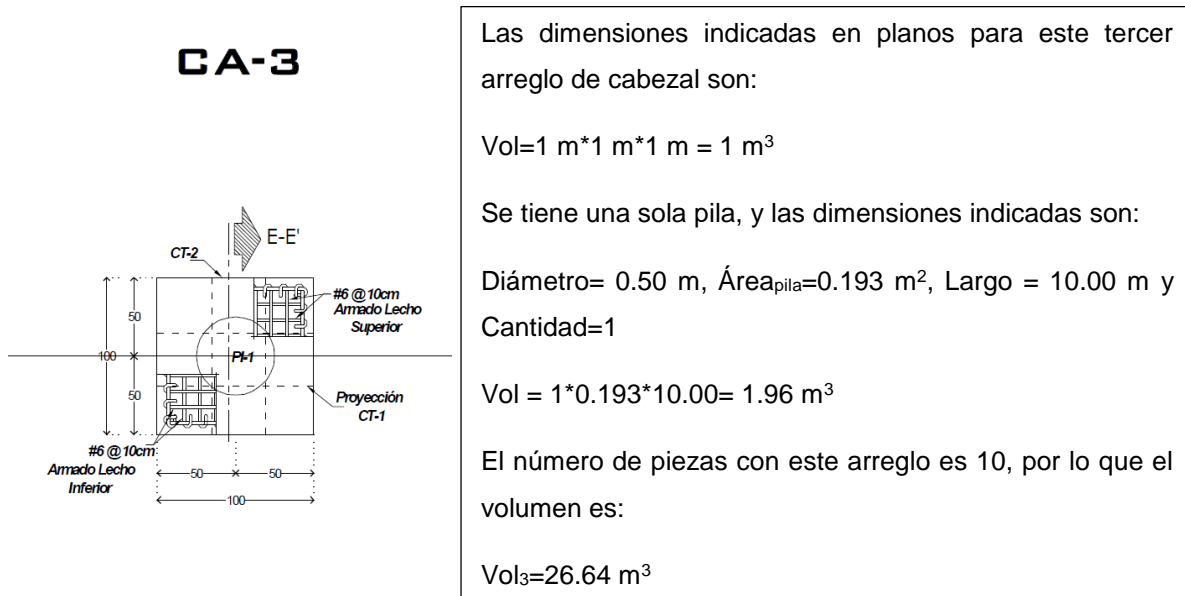 CA-3
E-E'
CT-2
#6 @ 10cm
Armado Lecho
Superior
50
100
PI-1
50
Proyección
CT-1
#6 @ 10cm
Armado Lecho
Inferior
50
50
100
Las dimensiones indicadas en planos para este tercer
arreglo de cabezal son:
Vol=1 m*1 m*1 m = 1 m³
Se tiene una sola pila, y las dimensiones indicadas son:
Diámetro= 0.50 m, Áreapila=0.193 m², Largo = 10.00 m y
Cantidad=1
Vol = 1*0.193*10.00= 1.96 m³
El número de piezas con este arreglo es 10, por lo que el
volumen es:
Vol₃=26.64 m³